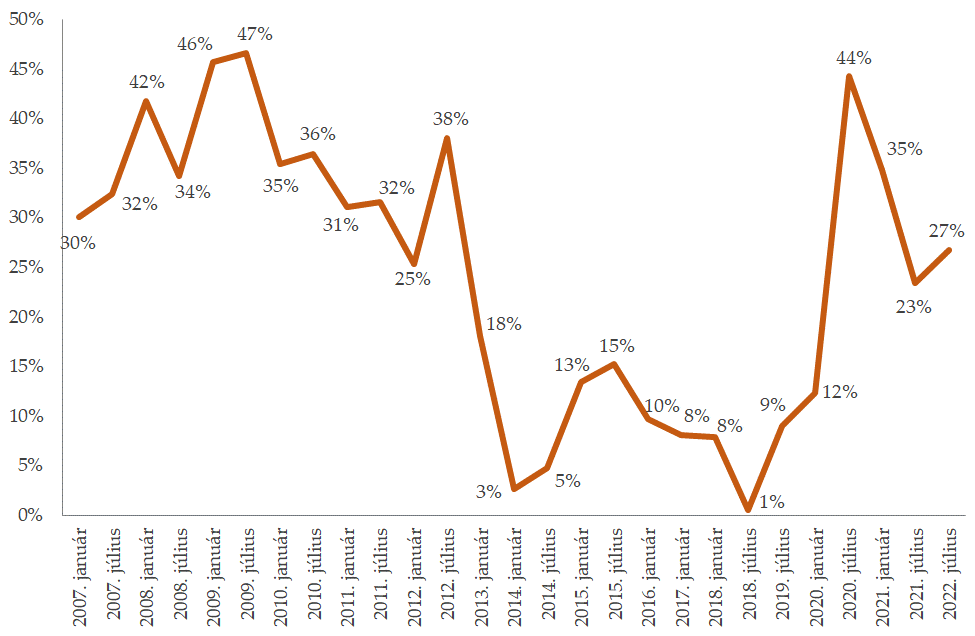 50%
45%
40%
35%
30%
25%
20%
15%
10%
5%
0%
30%
32%
42%
34%
46%
47%
35%
36%
31%
32%
25%
38%
18%
3%
5%
13%
15%
10%
8%
8%
1%
9%
12%
44%
35%
23%
27%
2007. január
2007. július
2008. január
2008. július
2009. január
2009. július
2010. január
2010. július
2011. január
2011. július
2012. január
2012. július
2013. január
2014. január
2014. július
2015. január
2015. július
2016. január
2017. január
2018. január
2018. július
2019. július
2020. január
2020. július
2021. január
2021. július
2022. július